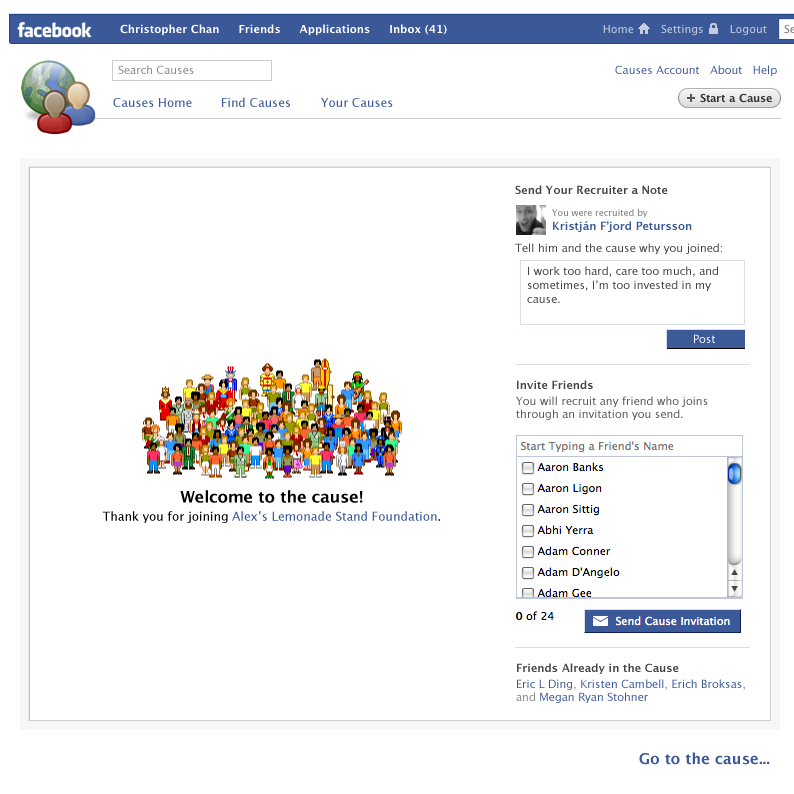 facebook Christopher Chan Friends Applications Inbox (41) Home Settings Logout Se
Search Causes
Causes Account About Help
Causes Home Find Causes Your Causes
+ Start a Cause
Send Your Recruiter a Note
You were recruited by
Kristján F'jord Petursson
Tell him and the cause why you joined:
I work too hard, care too much, and
sometimes, I'm too invested in my
cause.
Post
Invite Friends
You will recruit any friend who joins
through an invitation you send.
Start Typing a Friend's Name
Aaron Banks
Aaron Ligon
Aaron Sittig
Abhi Yerra
Adam Conner
Adam D'Angelo
Adam Gee
0 of 24
Send Cause Invitation
Friends Already in the Cause
Eric L Ding, Kristen Cambell, Erich Broksas,
and Megan Ryan Stohner
Welcome to the cause!
Thank you for joining Alex's Lemonade Stand Foundation.
Go to the cause...